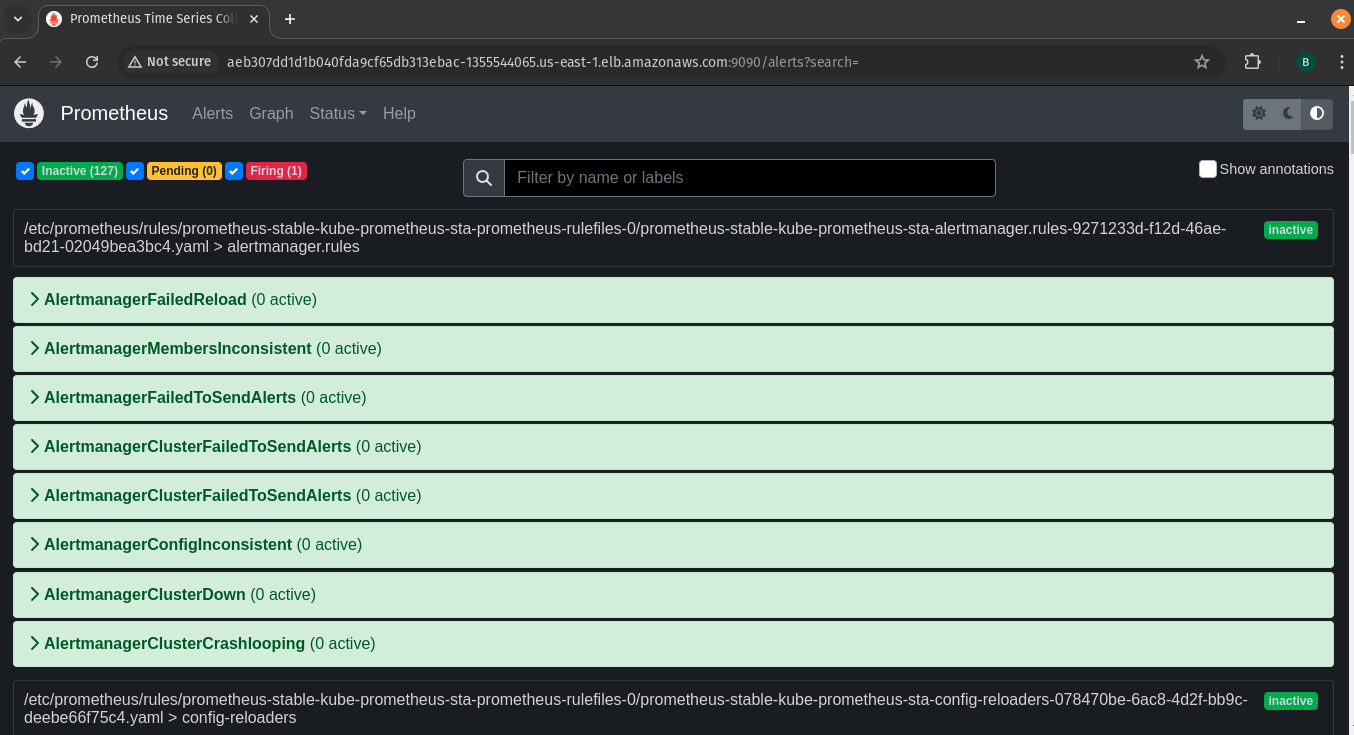 Prometheus Time Series Col
Not secure aeb307dd1d1b040fda9cf65db313ebac-1355544065.us-east-1.elb.amazonaws.com:9090/alerts?search=
B
Prometheus Alerts Graph Status Help
Inactive (127) Pending (0) Firing (1)
Filter by name or labels
Show annotations
/etc/prometheus/rules/prometheus-stable-kube-prometheus-sta-prometheus-rulefiles-0/prometheus-stable-kube-prometheus-sta-alertmanager.rules-9271233d-f12d-46ae-
bd21-02049bea3bc4.yaml > alertmanager.rules
inactive
AlertmanagerFailedReload (0 active)
AlertmanagerMembersInconsistent (0 active)
AlertmanagerFailedToSendAlerts (0 active)
AlertmanagerClusterFailedToSendAlerts (0 active)
AlertmanagerClusterFailedToSendAlerts (0 active)
AlertmanagerConfigInconsistent (0 active)
AlertmanagerClusterDown (0 active)
AlertmanagerClusterCrashlooping (0 active)
/etc/prometheus/rules/prometheus-stable-kube-prometheus-sta-prometheus-rulefiles-0/prometheus-stable-kube-prometheus-sta-config-reloaders-078470be-6ac8-4d2f-bb9c-
deebe66f75c4.yaml > config-reloaders
inactive